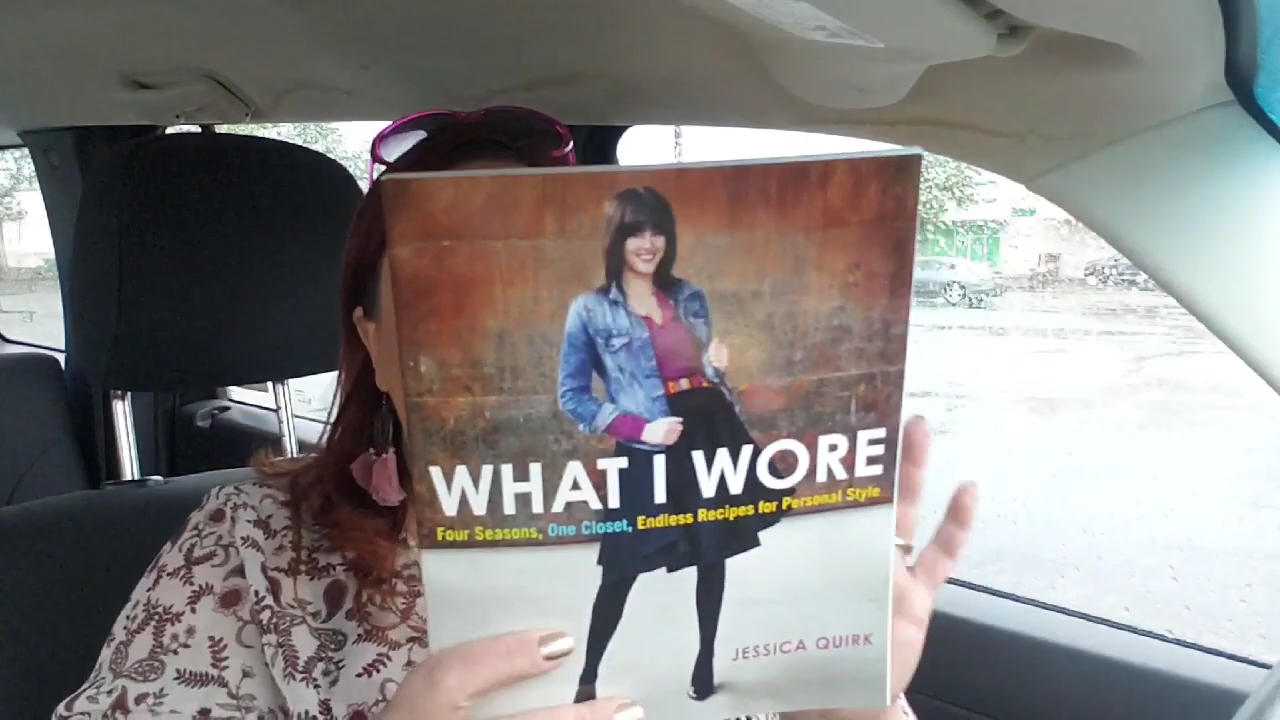 WHAT I WORE
Four Seasons, One Closet, Endless Recipes for Personal Style
JESSICA QUIRK